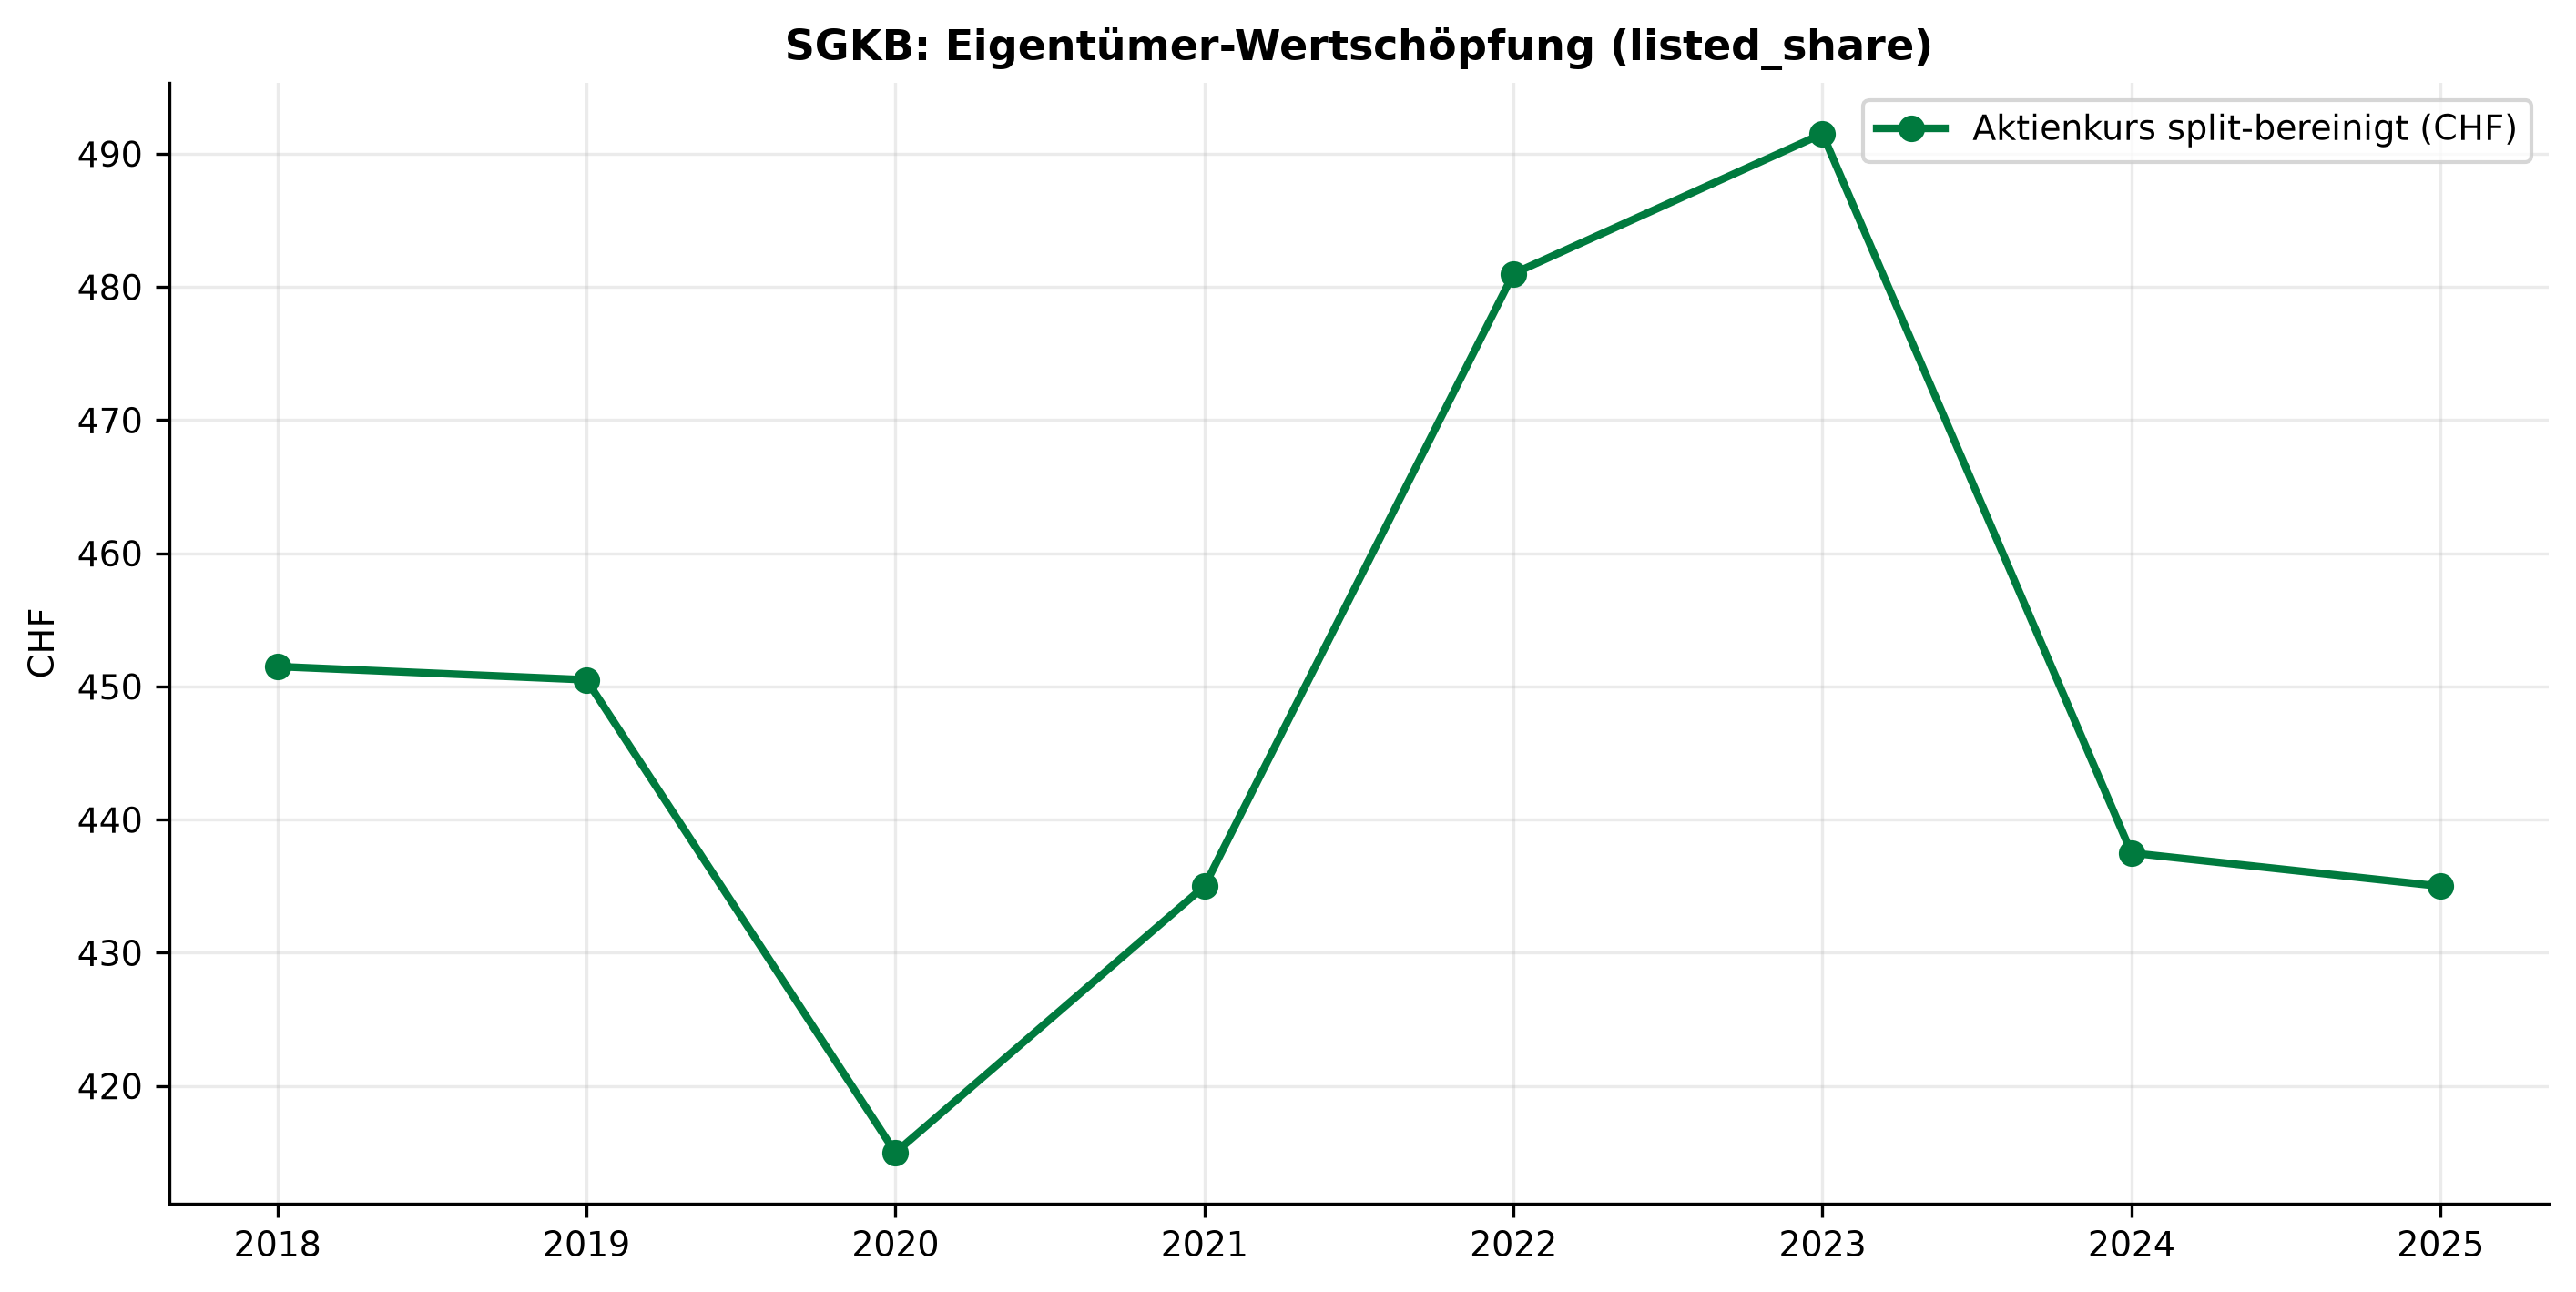 SGKB: Eigentümer-Wertschöpfung (listed_share)
Aktienkurs split-bereinigt (CHF)
CHF
490
480
470
460
450
440
430
420
2018 2019 2020 2021 2022 2023 2024 2025